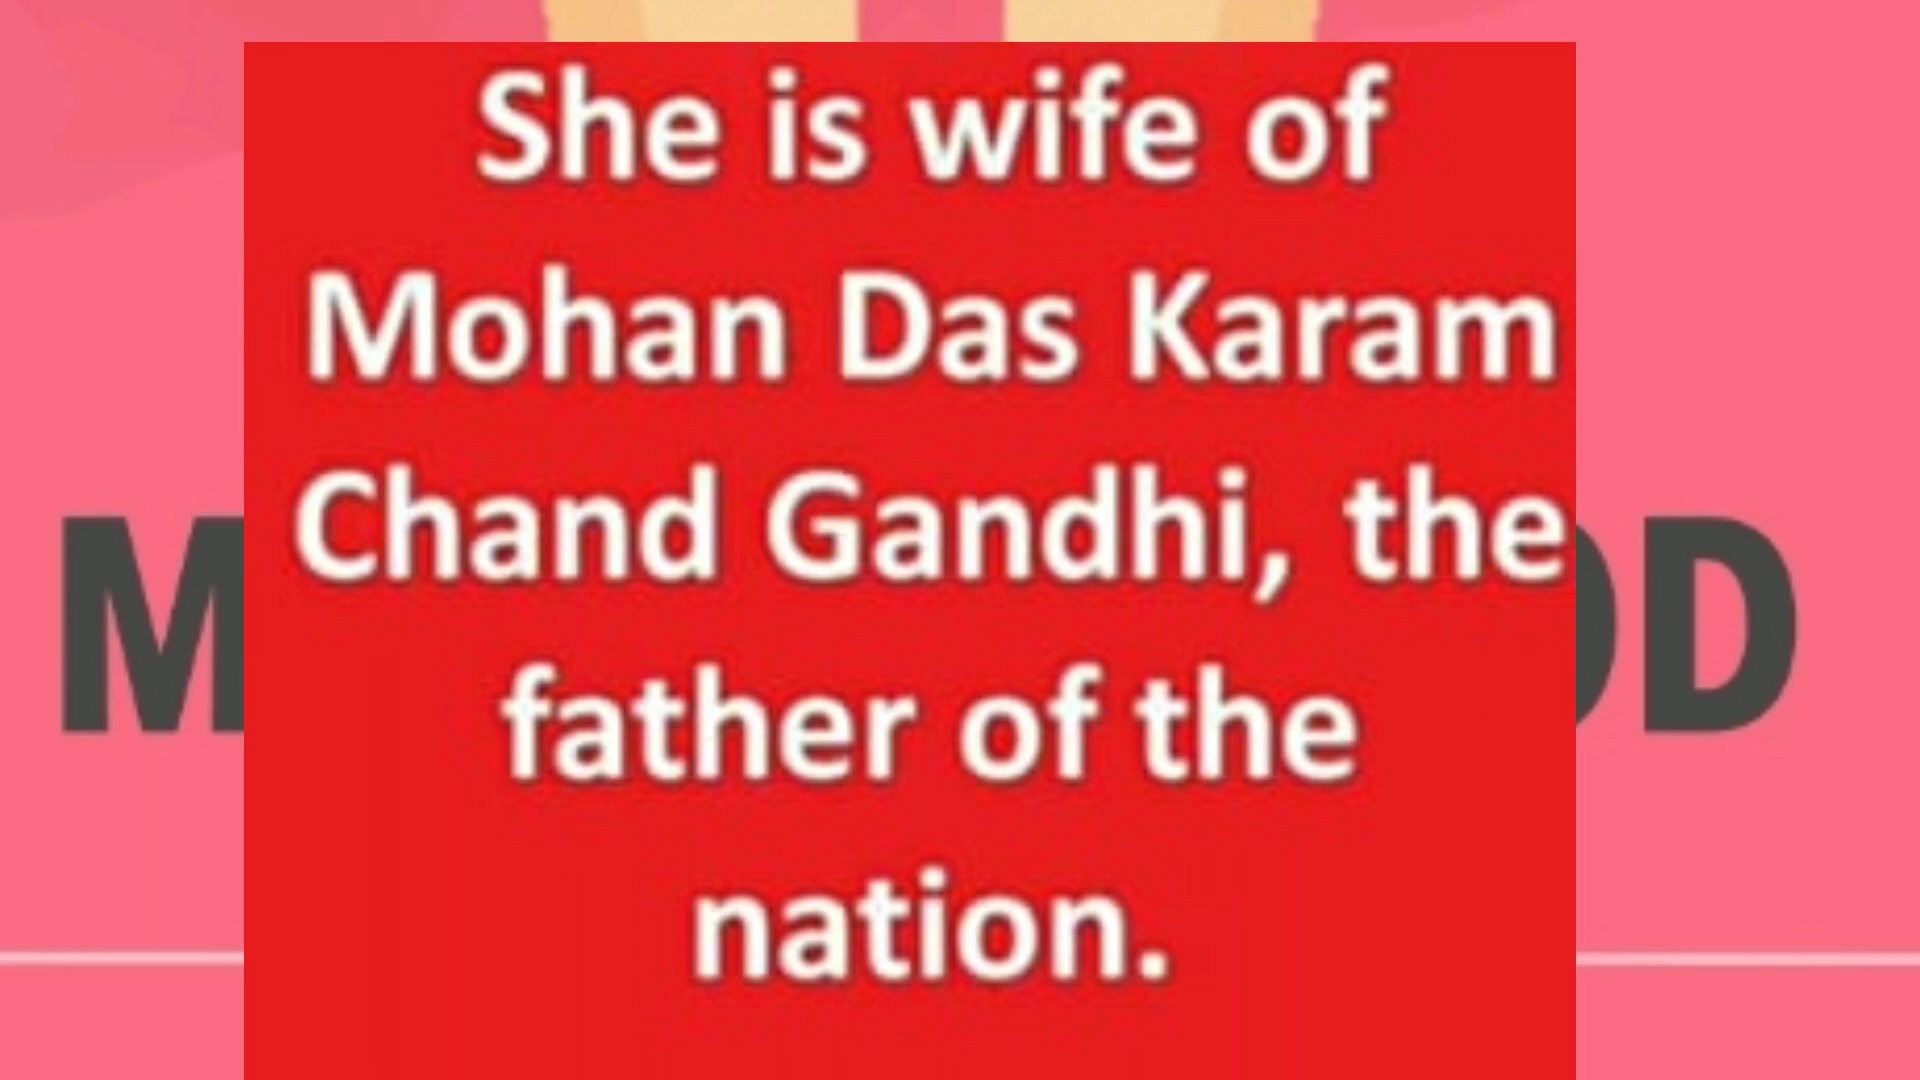 She is wife of
Mohan Das Karam
Chand Gandhi, the
father of the
nation.